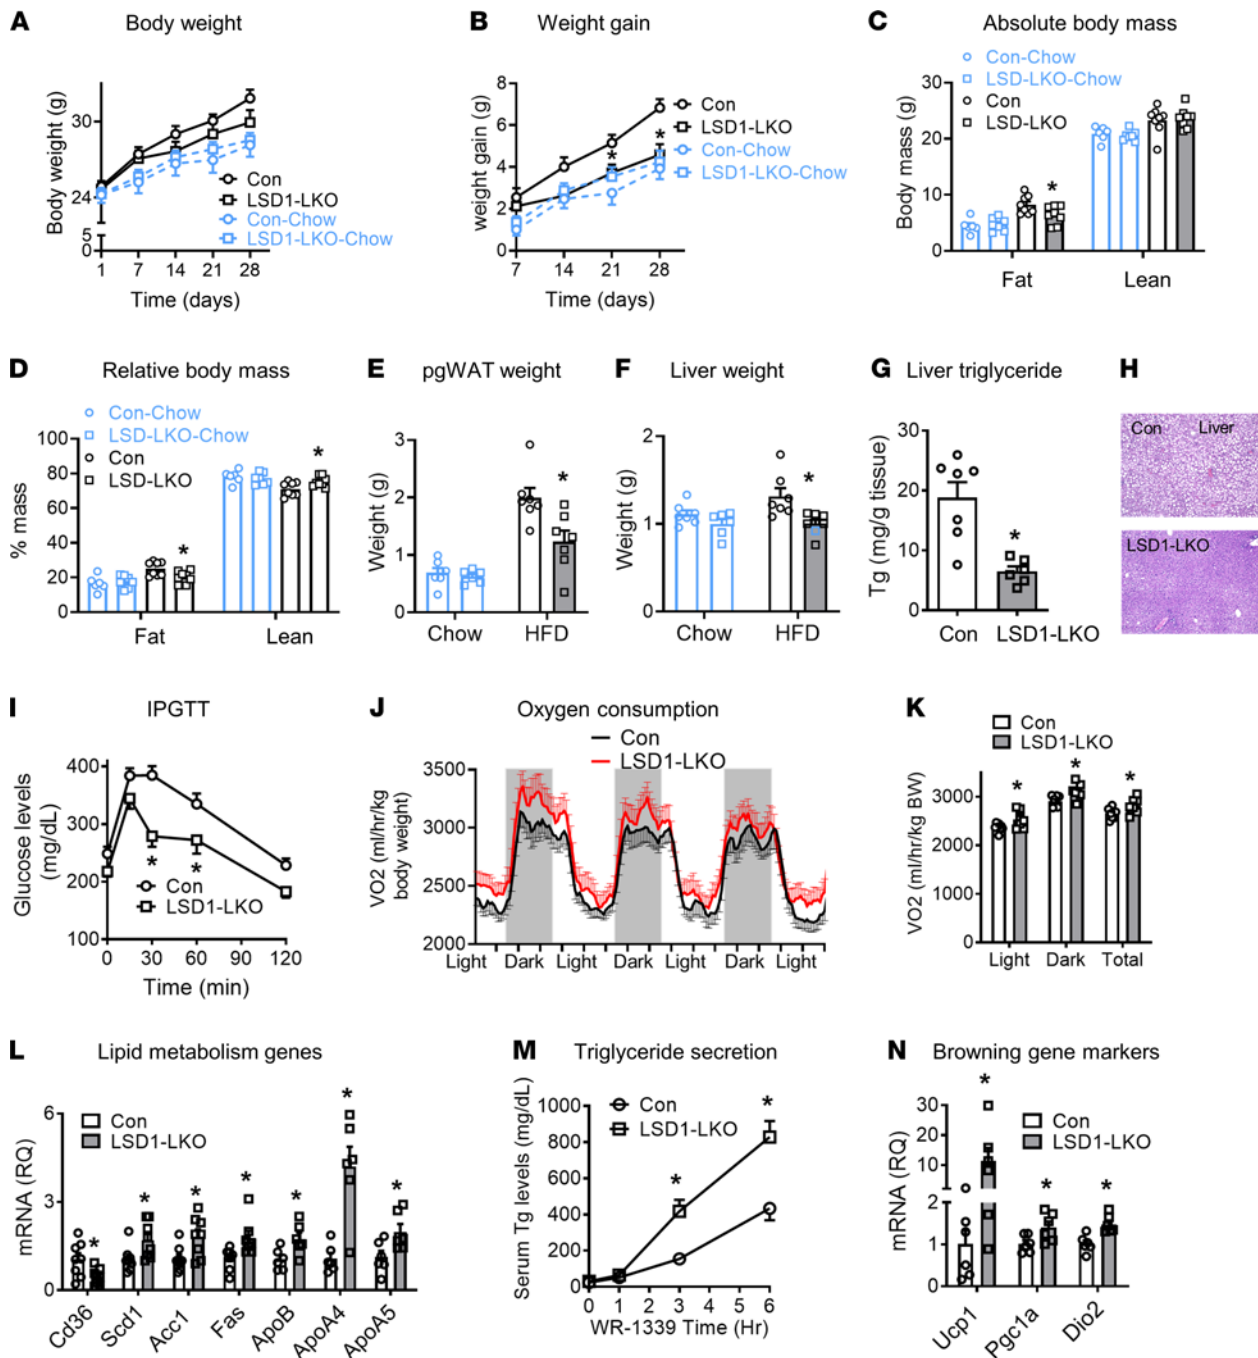 A
Body weight
Body weight (g)
30
24
5
0
1
7
14
21
28
Time (days)
Con
LSD1-LKO
Con-Chow
LSD1-LKO-Chow
B
Weight gain
weight gain (g)
8
6
4
2
0
7
14
21
28
Time (days)
*
*
Con
LSD1-LKO
Con-Chow
LSD1-LKO-Chow
C
Absolute body mass
Con-Chow
LSD-LKO-Chow
Con
LSD-LKO
Body mass (g)
30
20
10
0
*
Fat
Lean
D
Relative body mass
Con-Chow
LSD-LKO-Chow
Con
LSD-LKO
% mass
100
80
60
40
20
0
*
*
Fat
Lean
E
pgWAT weight
Weight (g)
3
2
1
0
*
Chow
HFD
F
Liver weight
Weight (g)
2
1
0
*
Chow
HFD
G
Liver triglyceride
Tg (mg/g tissue)
30
20
10
0
*
Con
LSD1-LKO
H
Con
Liver
LSD1-LKO
I
IPGTT
Glucose levels
(mg/dL)
400
300
200
100
0
30
60
90
120
Time (min)
*
*
Con
LSD1-LKO
J
Oxygen consumption
Con
LSD1-LKO
VO2 (ml/hr/kg
body weight)
3500
3000
2500
2000
Light
Dark
Light
Dark
Light
Dark
Light
K
Con
LSD1-LKO
VO2 (ml/hr/kg BW)
3000
2000
1000
0
*
*
*
Light
Dark
Total
L
Lipid metabolism genes
Con
LSD1-LKO
mRNA (RQ)
6
3
0
*
*
*
*
*
*
*
Cd36
Scd1
Acc1
Fas
ApoB
ApoA4
ApoA5
M
Triglyceride secretion
Con
LSD1-LKO
Serum Tg levels (mg/dL)
1000
800
600
400
200
0
*
*
0
1
2
3
4
5
6
WR-1339 Time (Hr)
N
Browning gene markers
Con
LSD1-LKO
mRNA (RQ)
30
20
10
2
1
0
*
*
*
Ucp1
Pgc1a
Dio2